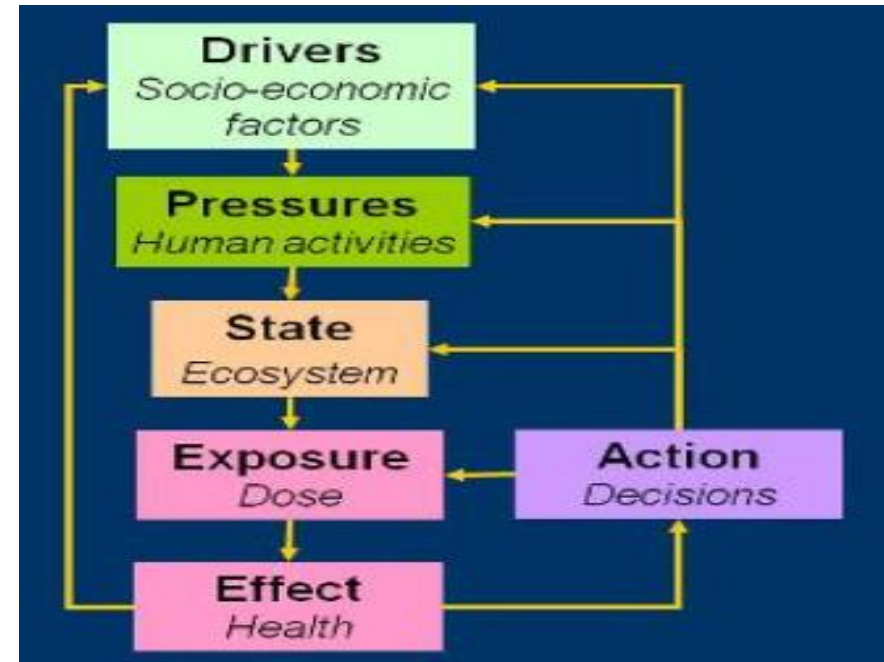 Drivers
Socio-economic
factors
Pressures
Human activities
State
Ecosystem
Exposure
Dose
Action
Decisions
Effect
Health